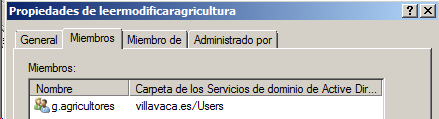 Propiedades de leermodificaragricultura
General Miembros Miembro de Administrado por
Miembros:
Nombre Carpeta de los Servicios de dominio de Active Dir...
g.agricultores villavaca.es/Users